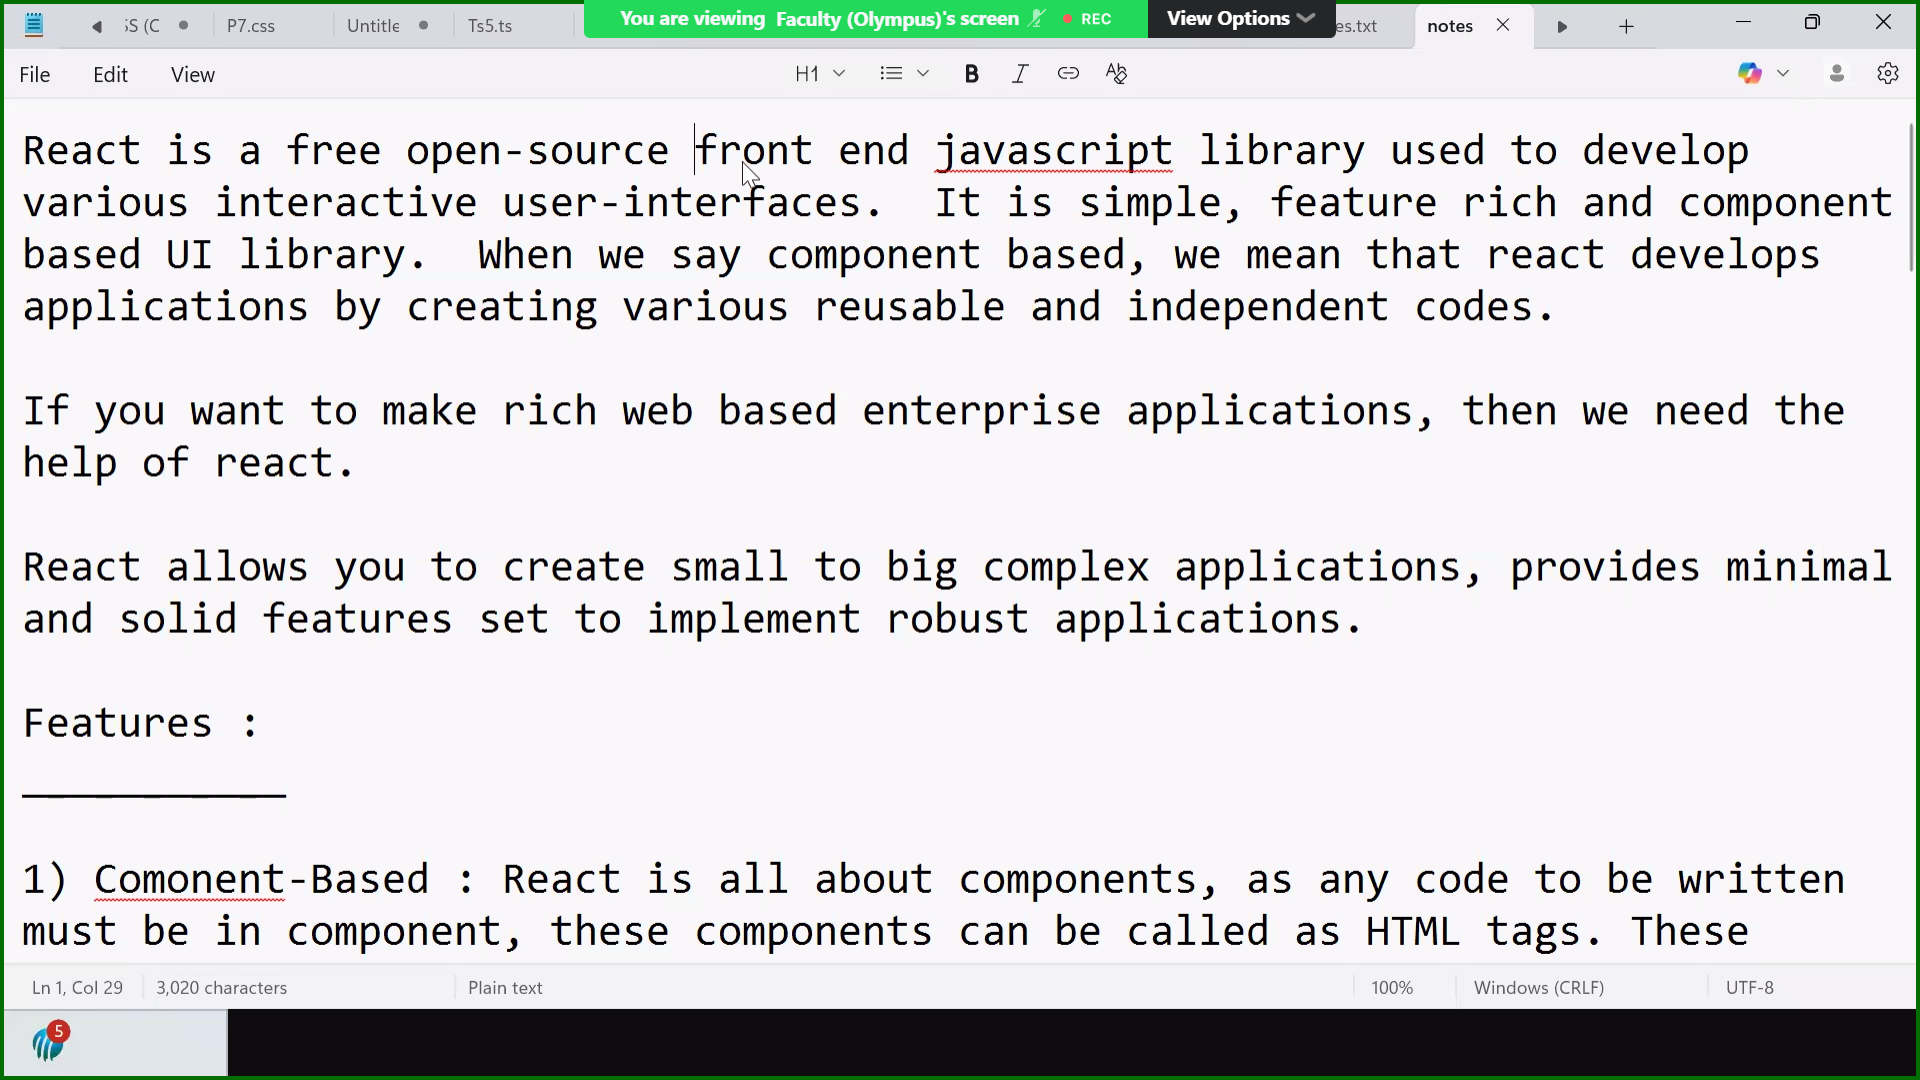 ͻS (C
P7.css
Untitle
Ts5.ts
You are viewing Faculty (Olympus)'s screen
REC
View Options
es.txt
notes
File
Edit
View
H1
B
I
React is a free open-source front end javascript library used to develop
various interactive user-interfaces.  It is simple, feature rich and component
based UI library.  When we say component based, we mean that react develops
applications by creating various reusable and independent codes.
If you want to make rich web based enterprise applications, then we need the
help of react.
React allows you to create small to big complex applications, provides minimal
and solid features set to implement robust applications.
Features :
___________
1) Comonent-Based : React is all about components, as any code to be written
must be in component, these components can be called as HTML tags. These
Ln 1, Col 29
3,020 characters
Plain text
100%
Windows (CRLF)
UTF-8
5